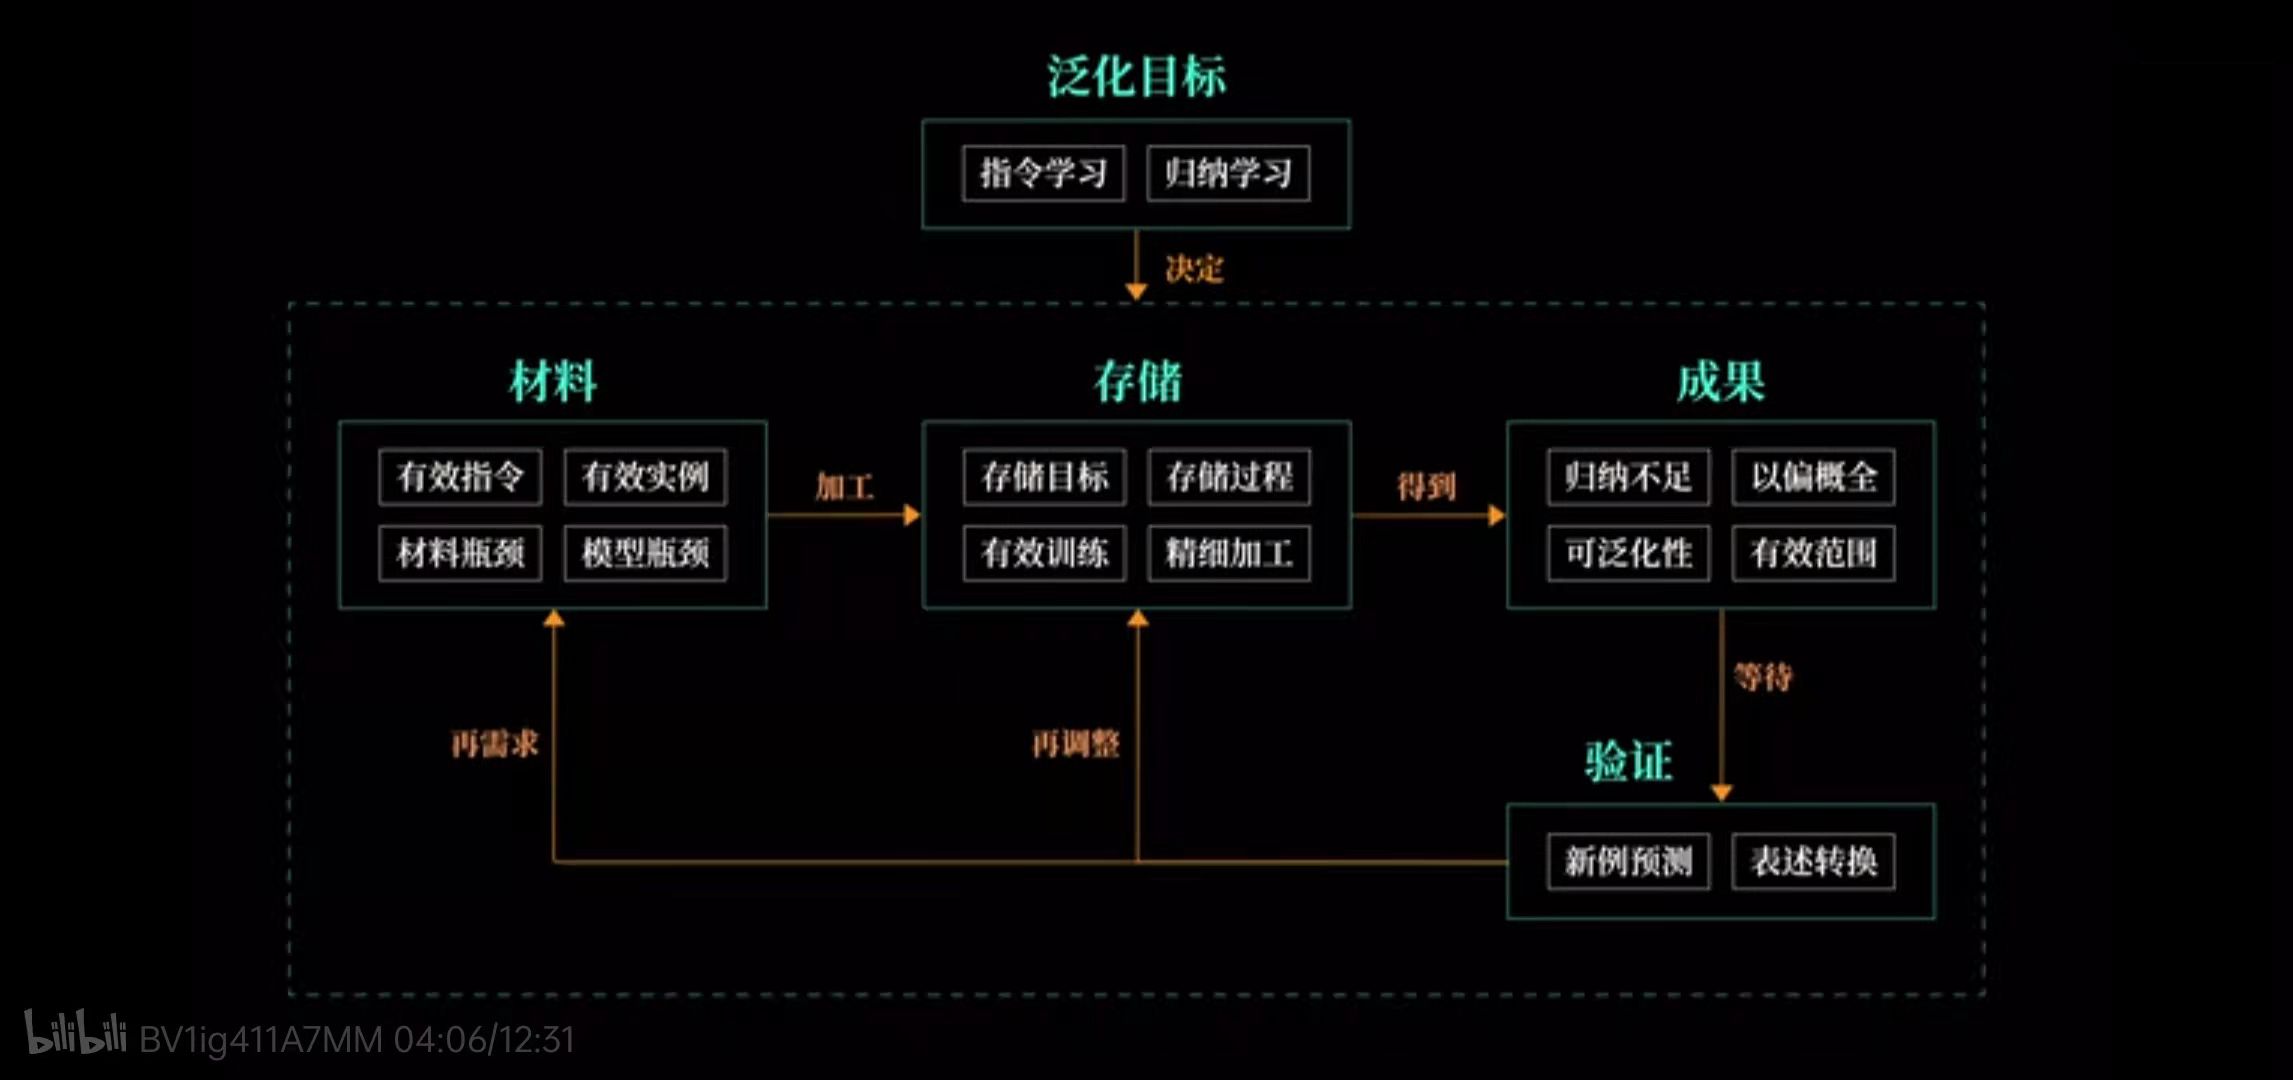 泛化目标
指令学习 归纳学习
决定
材料 存储 成果
有效指令 有效实例 存储目标 存储过程 归纳不足 以偏概全
加工 得到
材料瓶颈 模型瓶颈 有效训练 精细加工 可泛化性 有效范围
等待
再需求 再调整
验证
新例预测 表述转换
bilibili BV1ig411A7MM 04:06/12:31